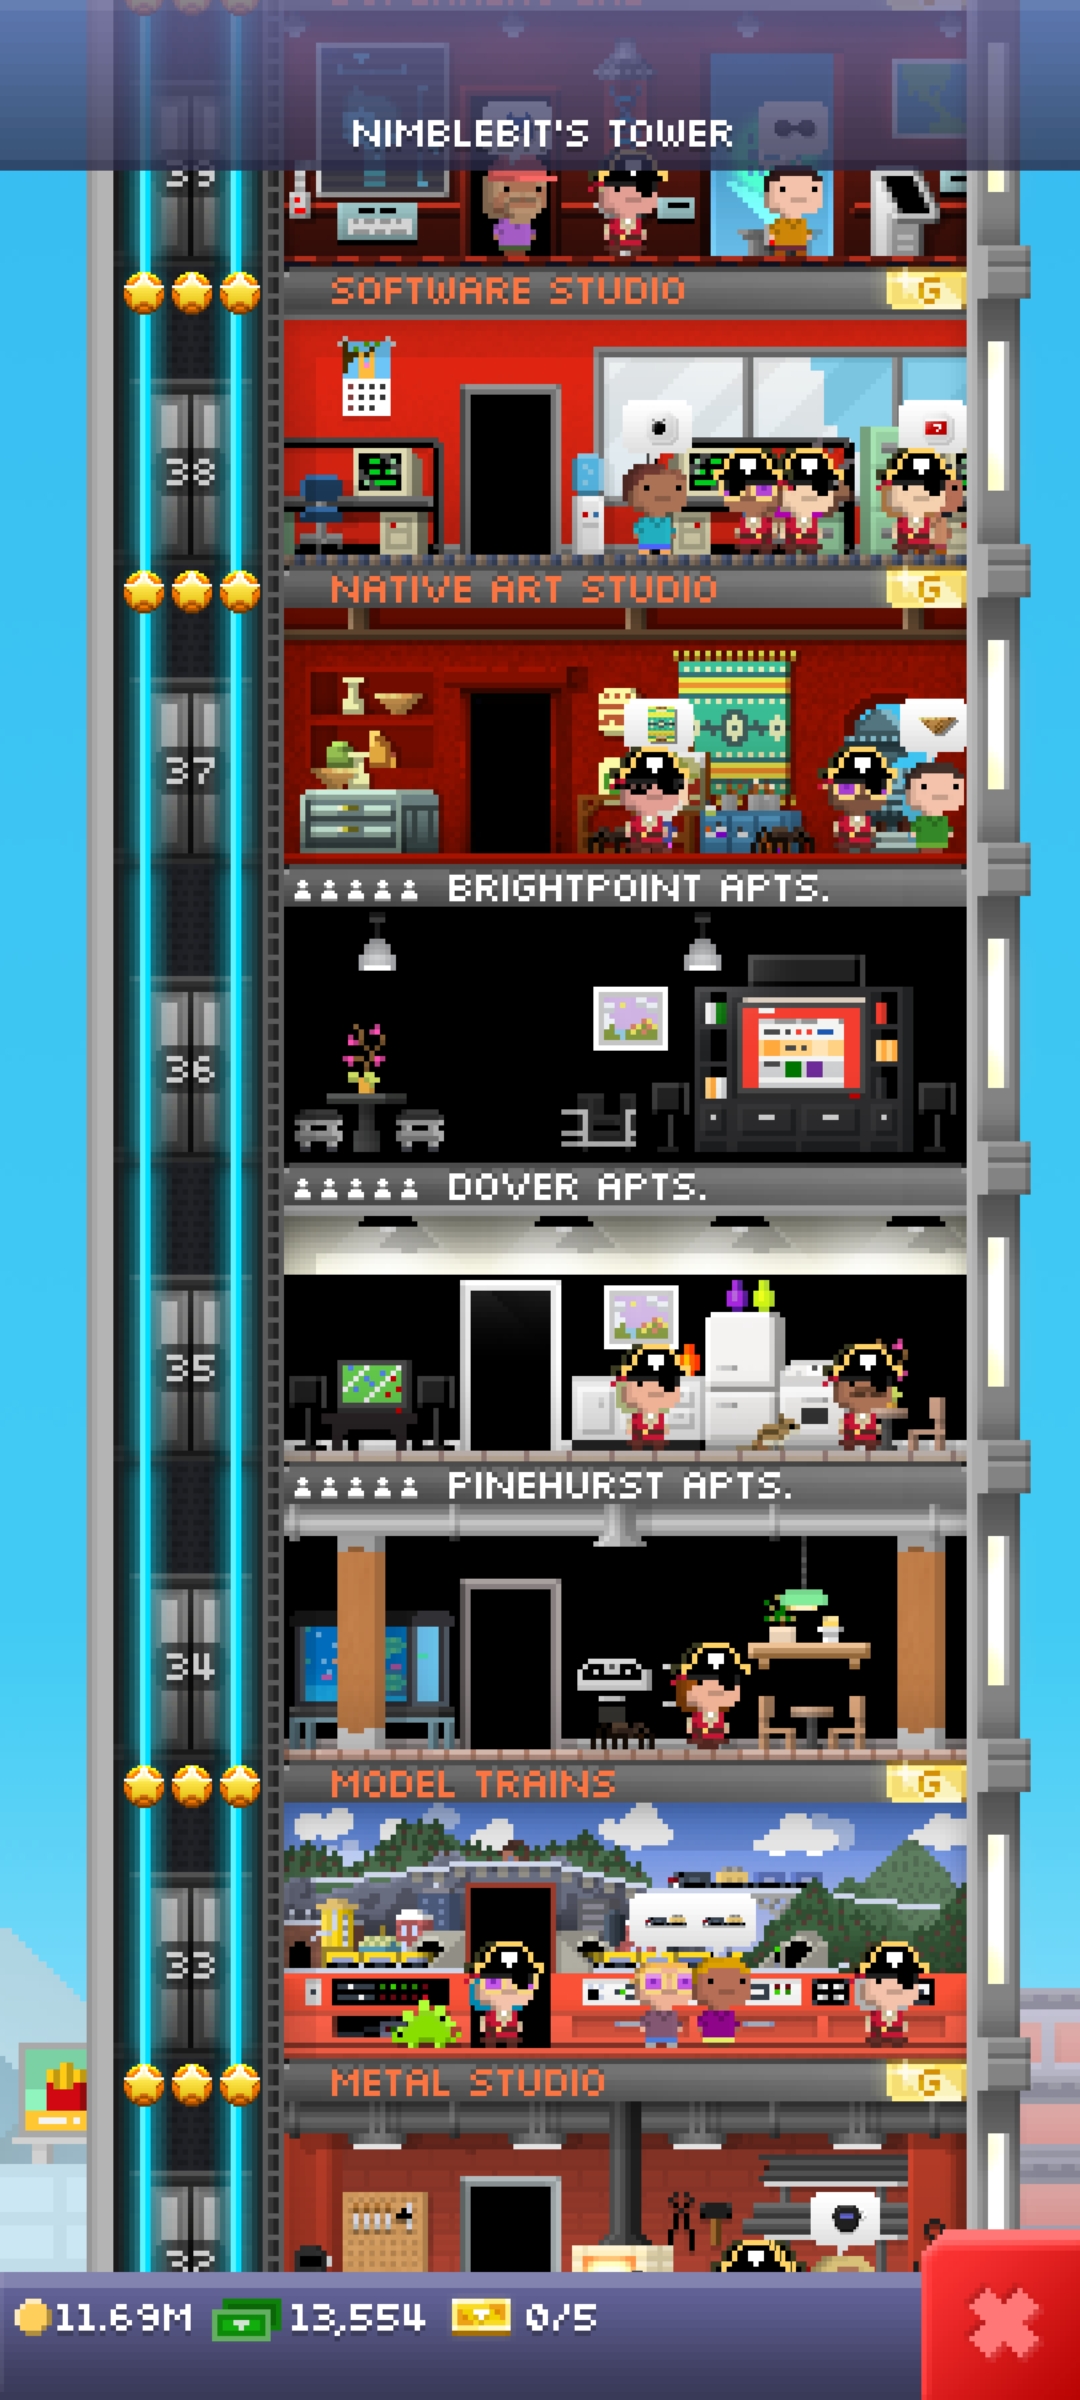 NIMBLEBIT'S TOWER
39
SOFTWARE STUDIO G
38
NATIVE ART STUDIO G
37
BRIGHTPOINT APTS.
36
DOVER APTS.
35
PINEHURST APTS.
34
MODEL TRAINS G
33
METAL STUDIO G
32
11.69M 13,554 0/5